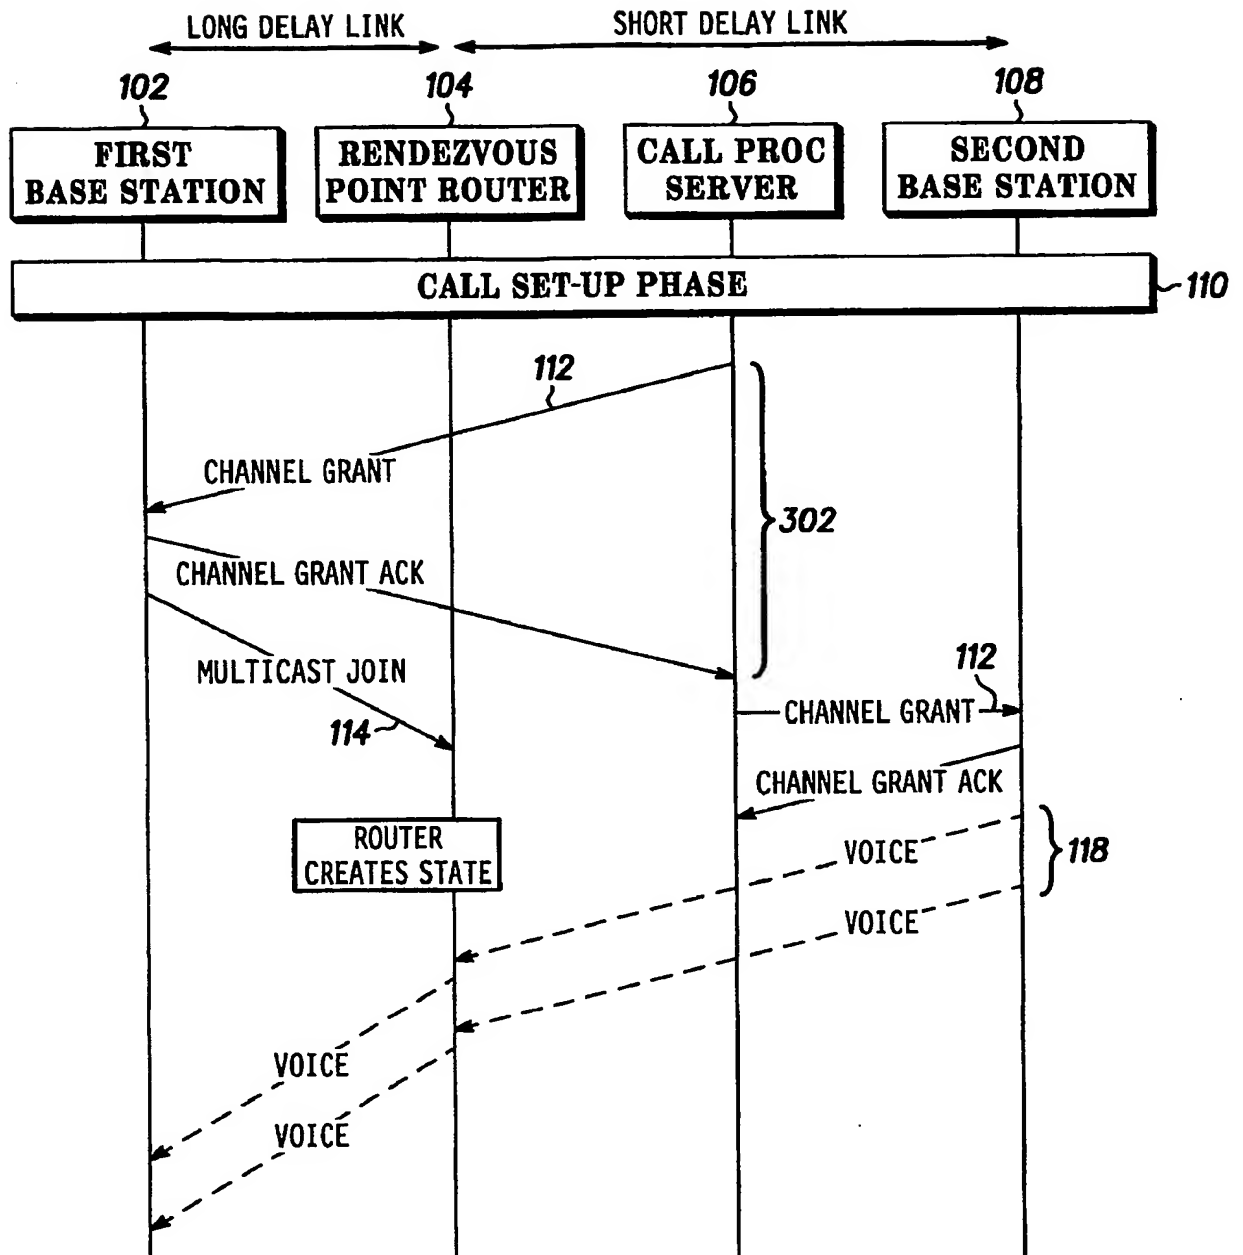 LONG DELAY LINK
SHORT DELAY LINK
102
104
106
108
FIRST
BASE STATION
RENDEZVOUS
POINT ROUTER
CALL PROC
SERVER
SECOND
BASE STATION
CALL SET-UP PHASE
110
112
CHANNEL GRANT
302
CHANNEL GRANT ACK
MULTICAST JOIN
112
CHANNEL GRANT
114
CHANNEL GRANT ACK
ROUTER
CREATES STATE
VOICE
118
VOICE
VOICE
VOICE